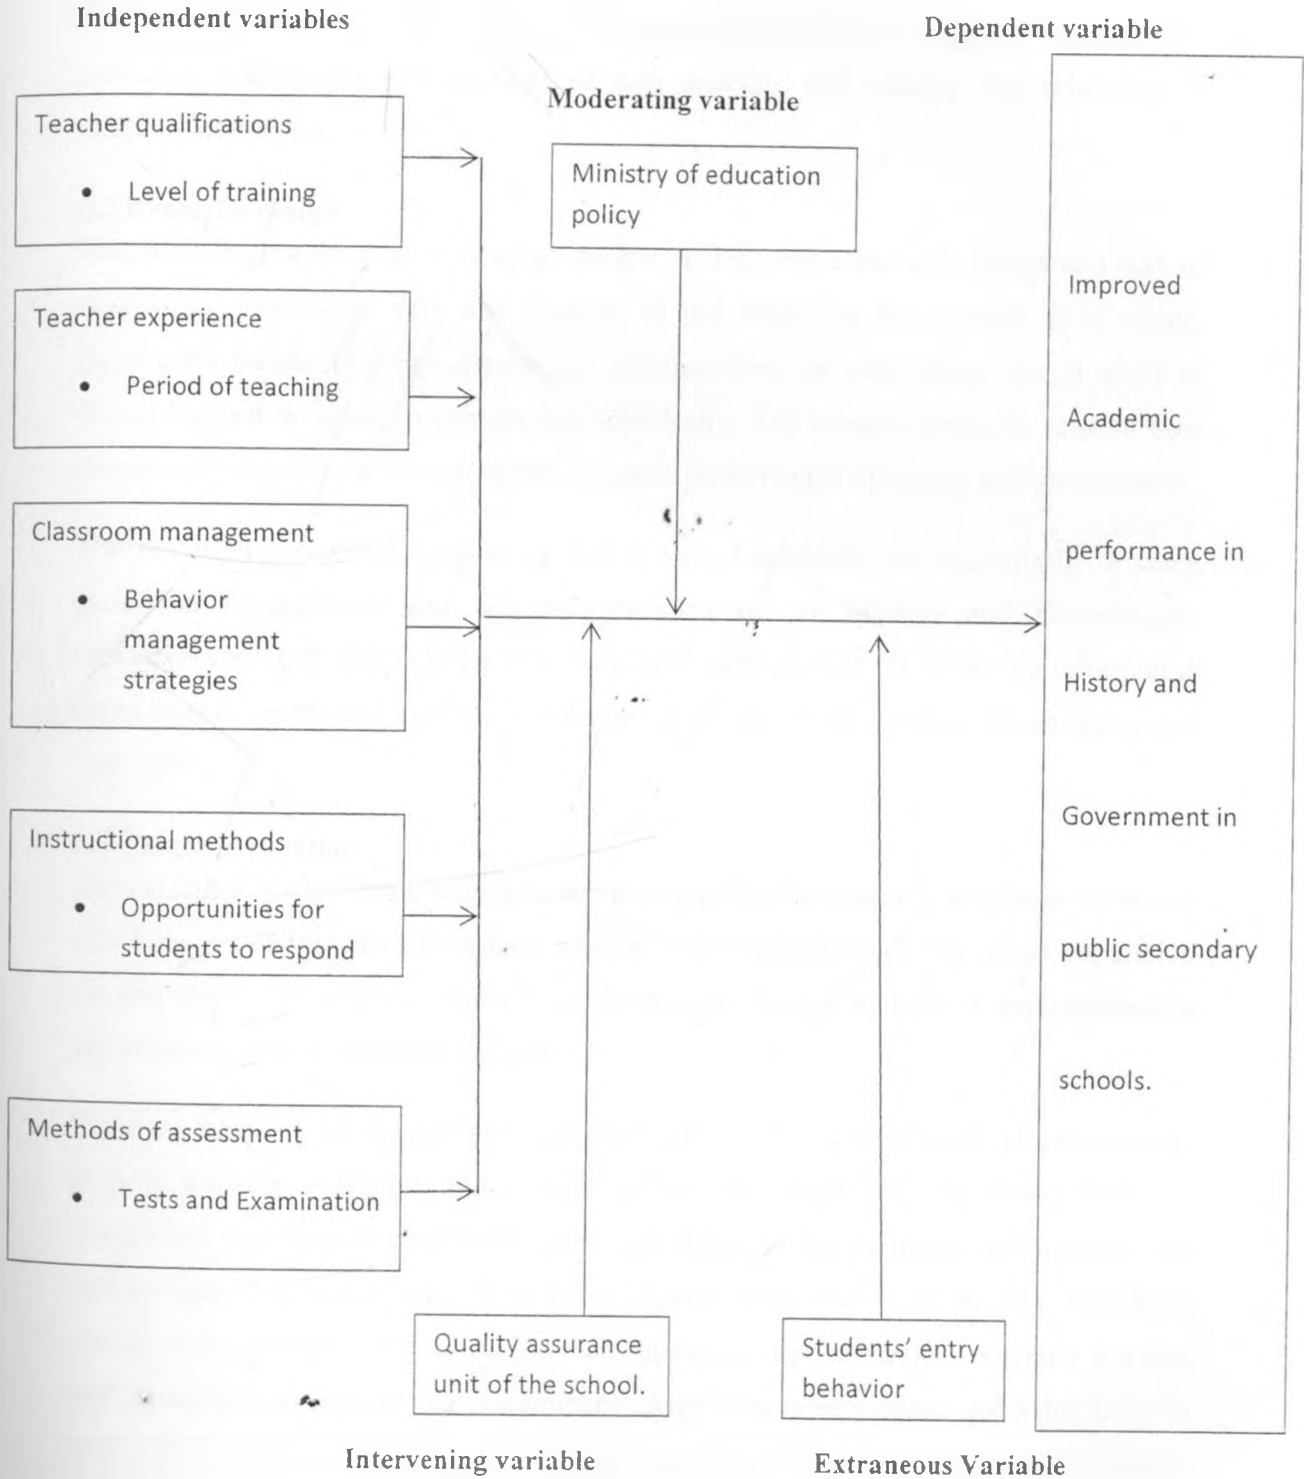 Independent variables
Dependent variable
Moderating variable
Teacher qualifications
• Level of training
Ministry of education
policy
Teacher experience
• Period of teaching
Classroom management
• Behavior
management
strategies
Instructional methods
• Opportunities for
students to respond
Methods of assessment
• Tests and Examination
Quality assurance
unit of the school.
Students' entry
behavior
Improved
Academic
performance in
History and
Government in
public secondary
schools.
Intervening variable
Extraneous Variable